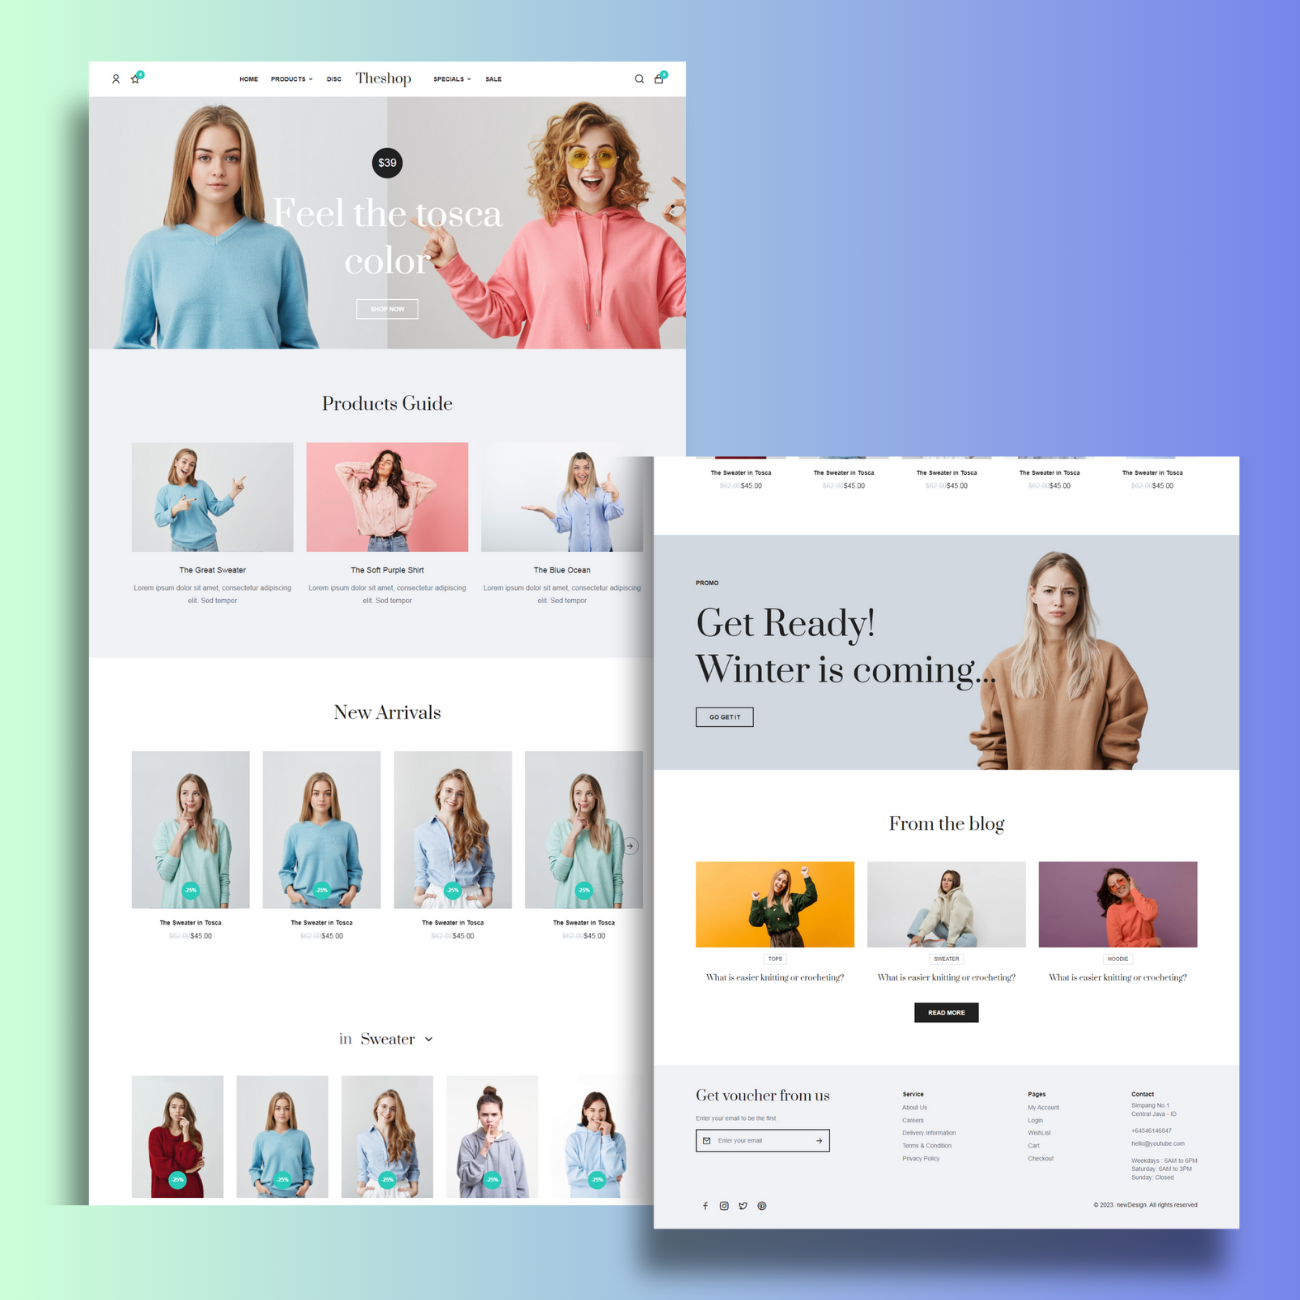 HOME PRODUCTS DISC Theshop SPECIALS SALE
$39
Feel the tosca
color
SHOP NOW
Products Guide
The Great Sweater
Lorem ipsum dolor sit amet, consectetur adipiscing
elit. Sed tempor
The Soft Purple Shirt
Lorem ipsum dolor sit amet, consectetur adipiscing
elit. Sed tempor
The Blue Ocean
Lorem ipsum dolor sit amet, consectetur adipiscing
elit. Sed tempor
New Arrivals
-25% -25% -25% -25%
The Sweater in Tosca The Sweater in Tosca The Sweater in Tosca The Sweater in Tosca
$62.00$45.00 $62.00$45.00 $62.00$45.00 $62.00$45.00
in Sweater
-25% -25% -25% -25% -25%
The Sweater in Tosca The Sweater in Tosca The Sweater in Tosca The Sweater in Tosca The Sweater in Tosca
$62.00$45.00 $62.00$45.00 $62.00$45.00 $62.00$45.00 $62.00$45.00
PROMO
Get Ready!
Winter is coming...
GO GET IT
From the blog
TOPS SWEATER HOODIE
What is easier knitting or crocheting? What is easier knitting or crocheting? What is easier knitting or crocheting?
READ MORE
Get voucher from us
Enter your email to be the first
Enter your email
Service
About Us
Careers
Delivery Information
Terms & Condition
Privacy Policy
Pages
My Account
Login
WishList
Cart
Checkout
Contact
Simpang No 1
Central Java - ID
hello@youtube.com
Weekdays : 6AM to 6PM
Saturday: 6AM to 3PM
Sunday: Closed
© 2023. newDesign. All rights reserved